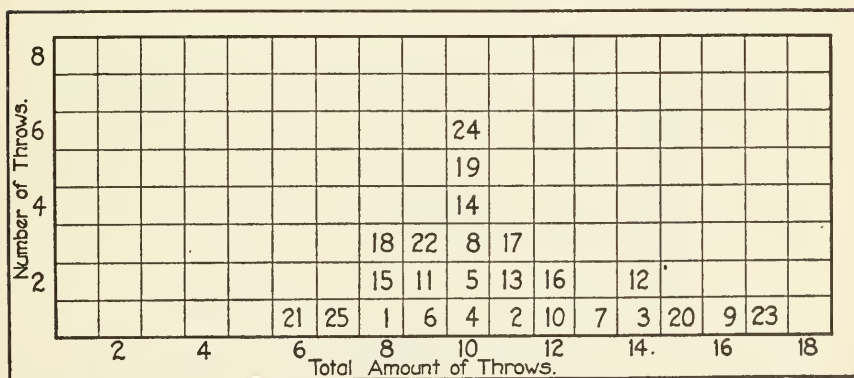 8
6 24
19
4 14
18 22 8 17
2 15 11 5 13 16 12
21 25 1 6 4 2 10 7 3 20 9 23
2 4 6 8 10 12 14. 16 18
Total Amount of Throws.
Number of Throws.